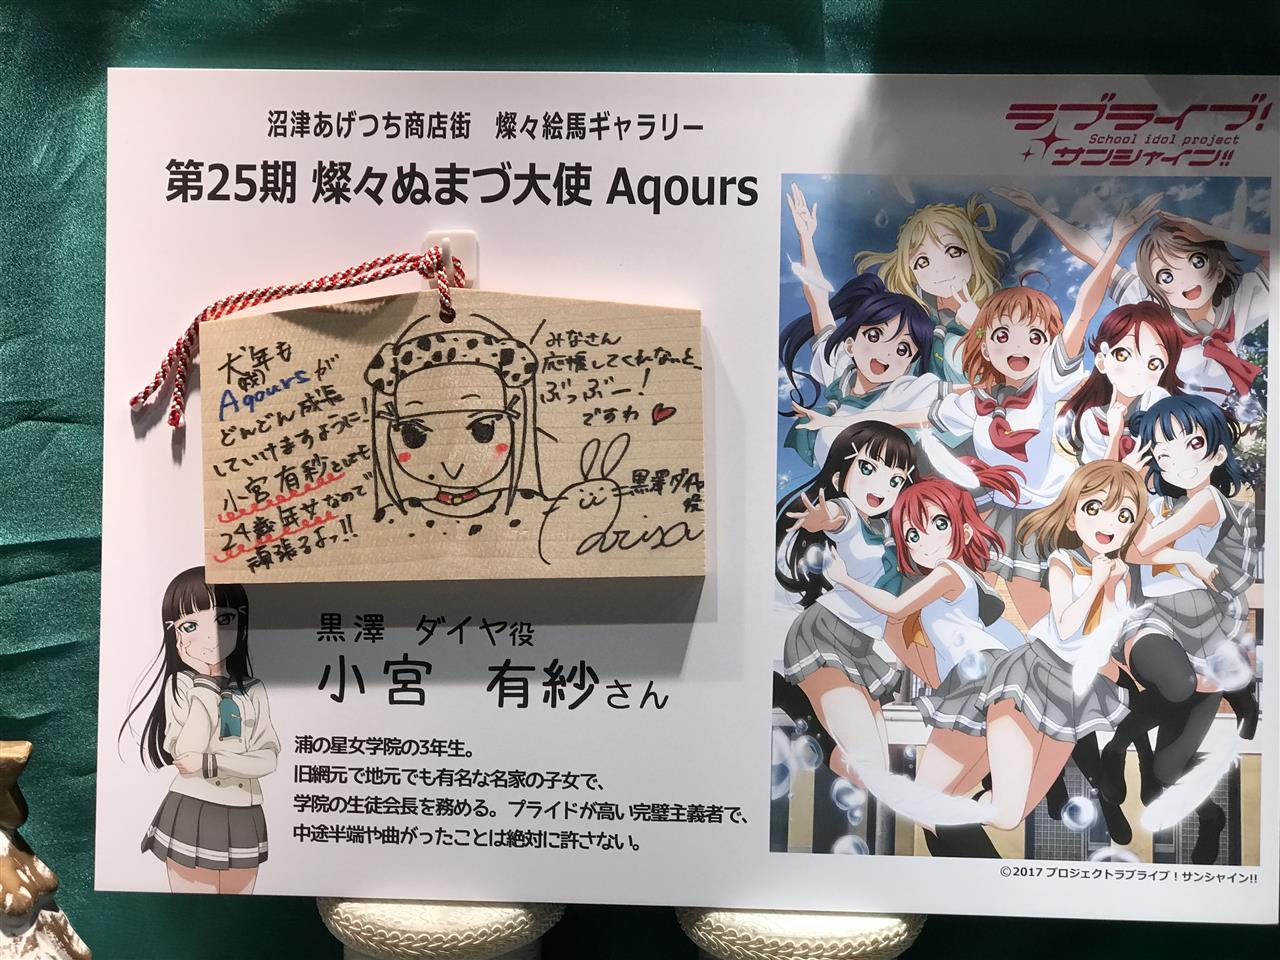 沼津あげつち商店街　燦々絵馬ギャラリー
第25期 燦々ぬまづ大使 Aqours
ラブライブ!
School idol project
サンシャイン!!
犬年も
(戌)
Aqoursが
どんどん成長
していけますように!
小宮有紗としても
24歳年女なので
頑張るよっ!!
みなさん
応援してくれないと、
ぶっぶーー!
ですわ♥
黒澤ダイヤ
役
Arisa
黒澤　ダイヤ役
小宮　有紗さん
浦の星女学院の3年生。
旧網元で地元でも有名な名家の子女で、
学院の生徒会長を務める。プライドが高い完璧主義者で、
中途半端や曲がったことは絶対に許さない。
©2017 プロジェクトラブライブ！サンシャイン!!